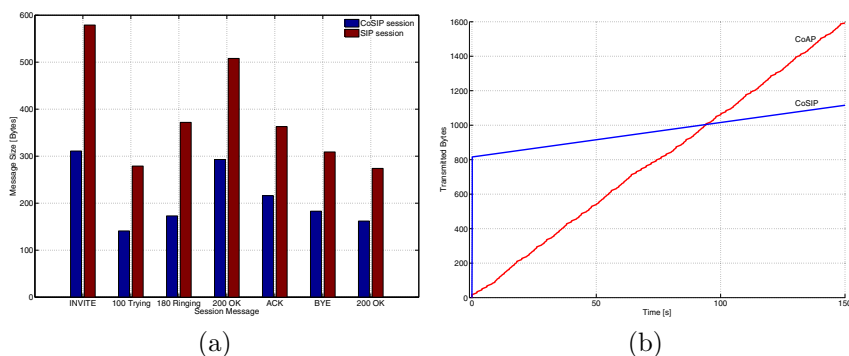 600
500
400
300
200
100
0
Message Size [Bytes]
CoSIP session
SIP session
INVITE 100 Trying 180 Ringing 200 OK ACK BYE 200 OK
Session Message
(a)
1600
1400
1200
1000
800
600
400
200
0
Transmitted Bytes
CoAP
CoSIP
0 50 100 150
Time [s]
(b)